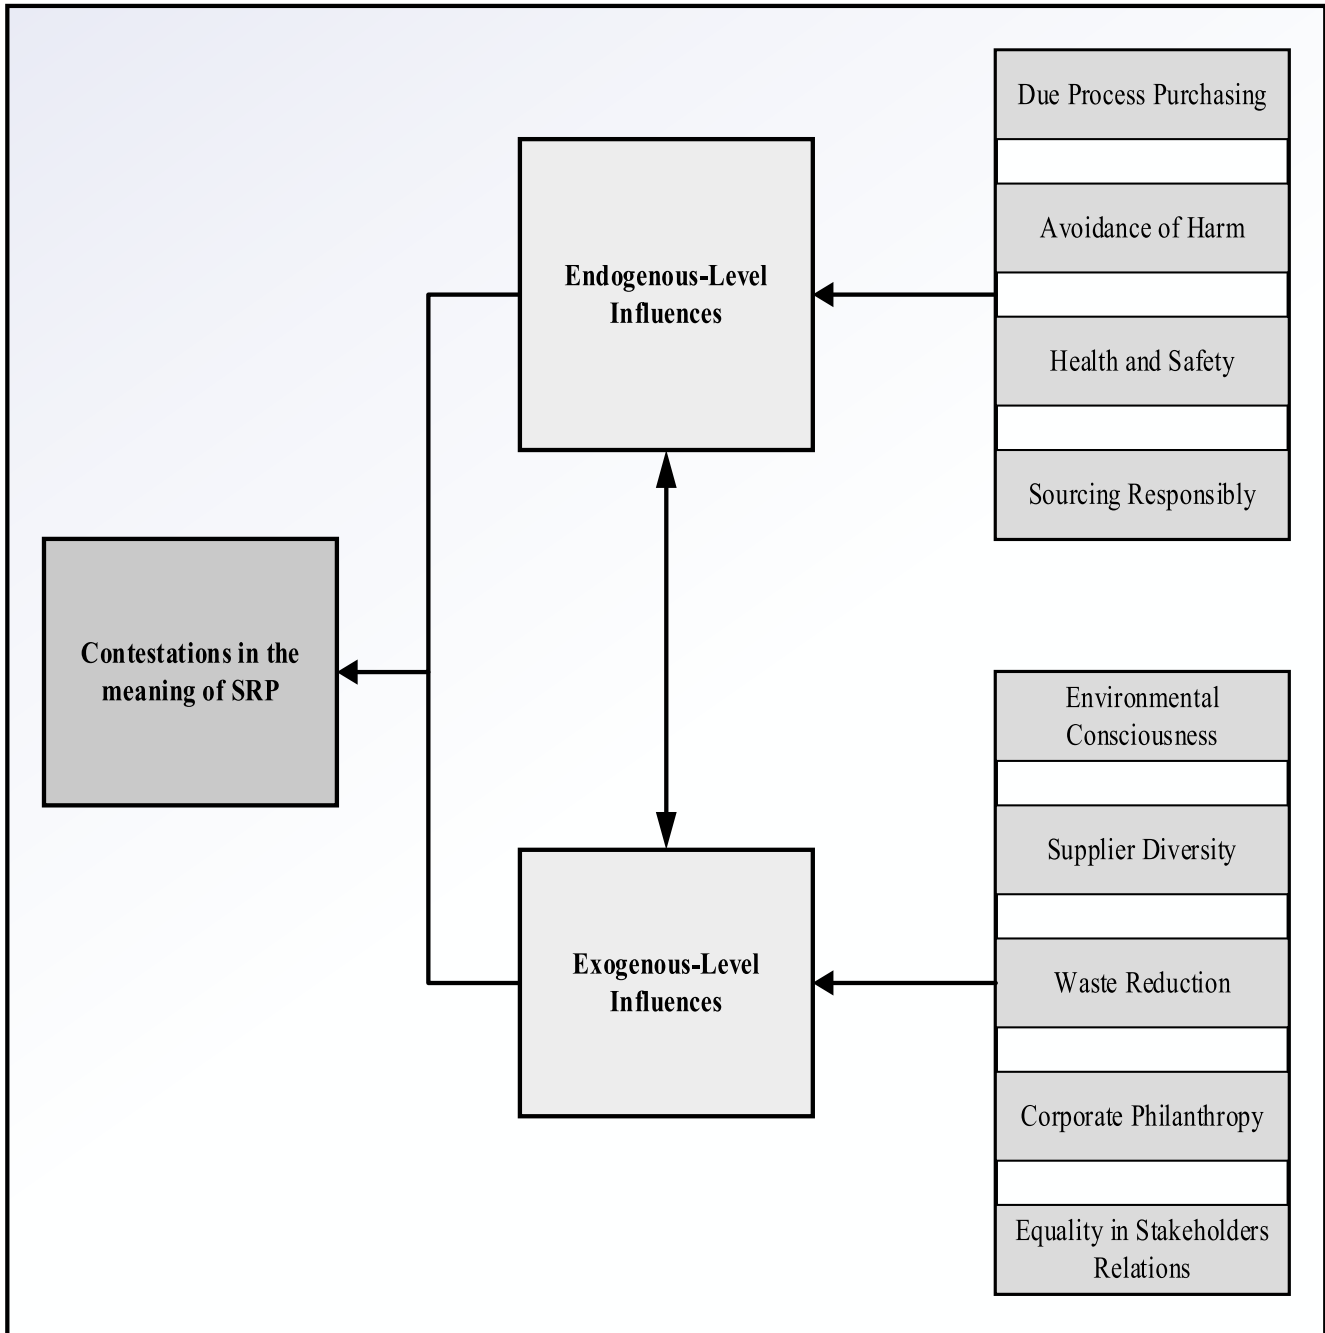 Due Process Purchasing
Avoidance of Harm
Health and Safety
Sourcing Responsibly
Endogenous-Level
Influences
Contestations in the
meaning of SRP
Exogenous-Level
Influences
Environmental
Consciousness
Supplier Diversity
Waste Reduction
Corporate Philanthropy
Equality in Stakeholders
Relations